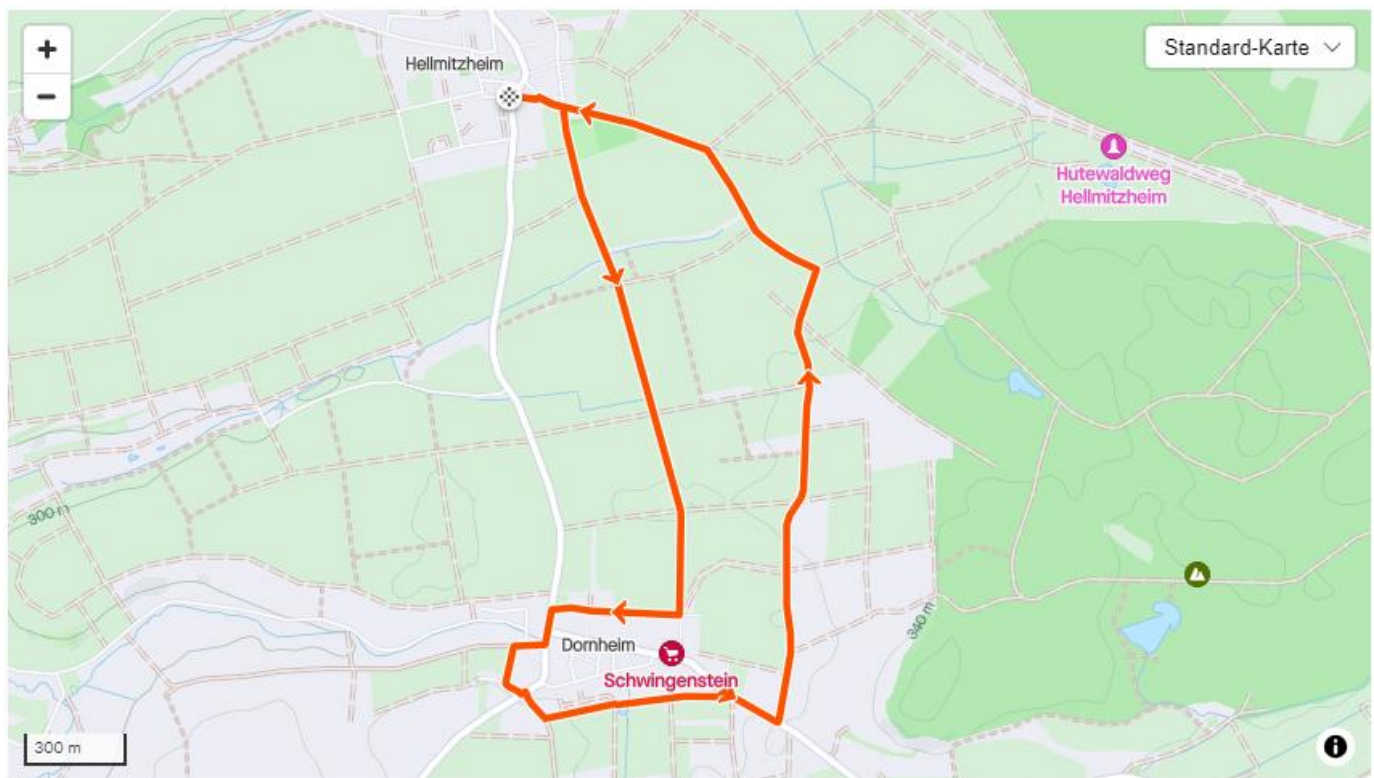 +
−
Standard-Karte
Hellmitzheim
Hutewaldweg
Hellmitzheim
300 m
340 m
Dornheim
Schwingenstein
300 m